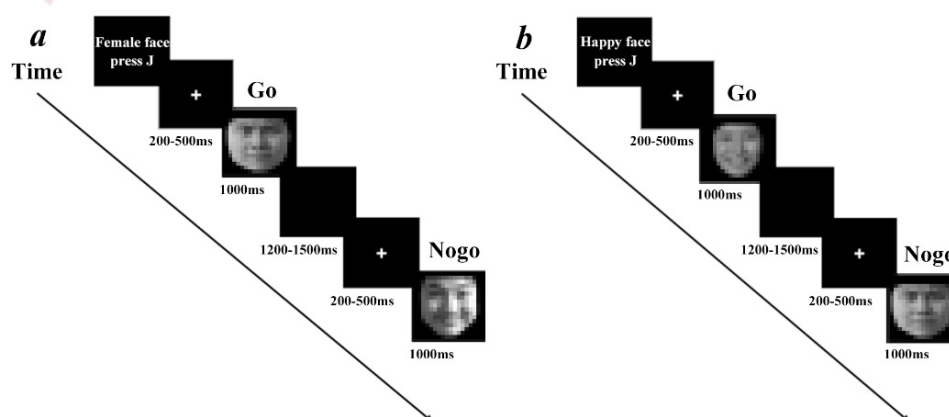 a
Time
Female face
press J
Go
200-500ms
1000ms
1200-1500ms
Nogo
200-500ms
1000ms
b
Time
Happy face
press J
Go
200-500ms
1000ms
1200-1500ms
Nogo
200-500ms
1000ms